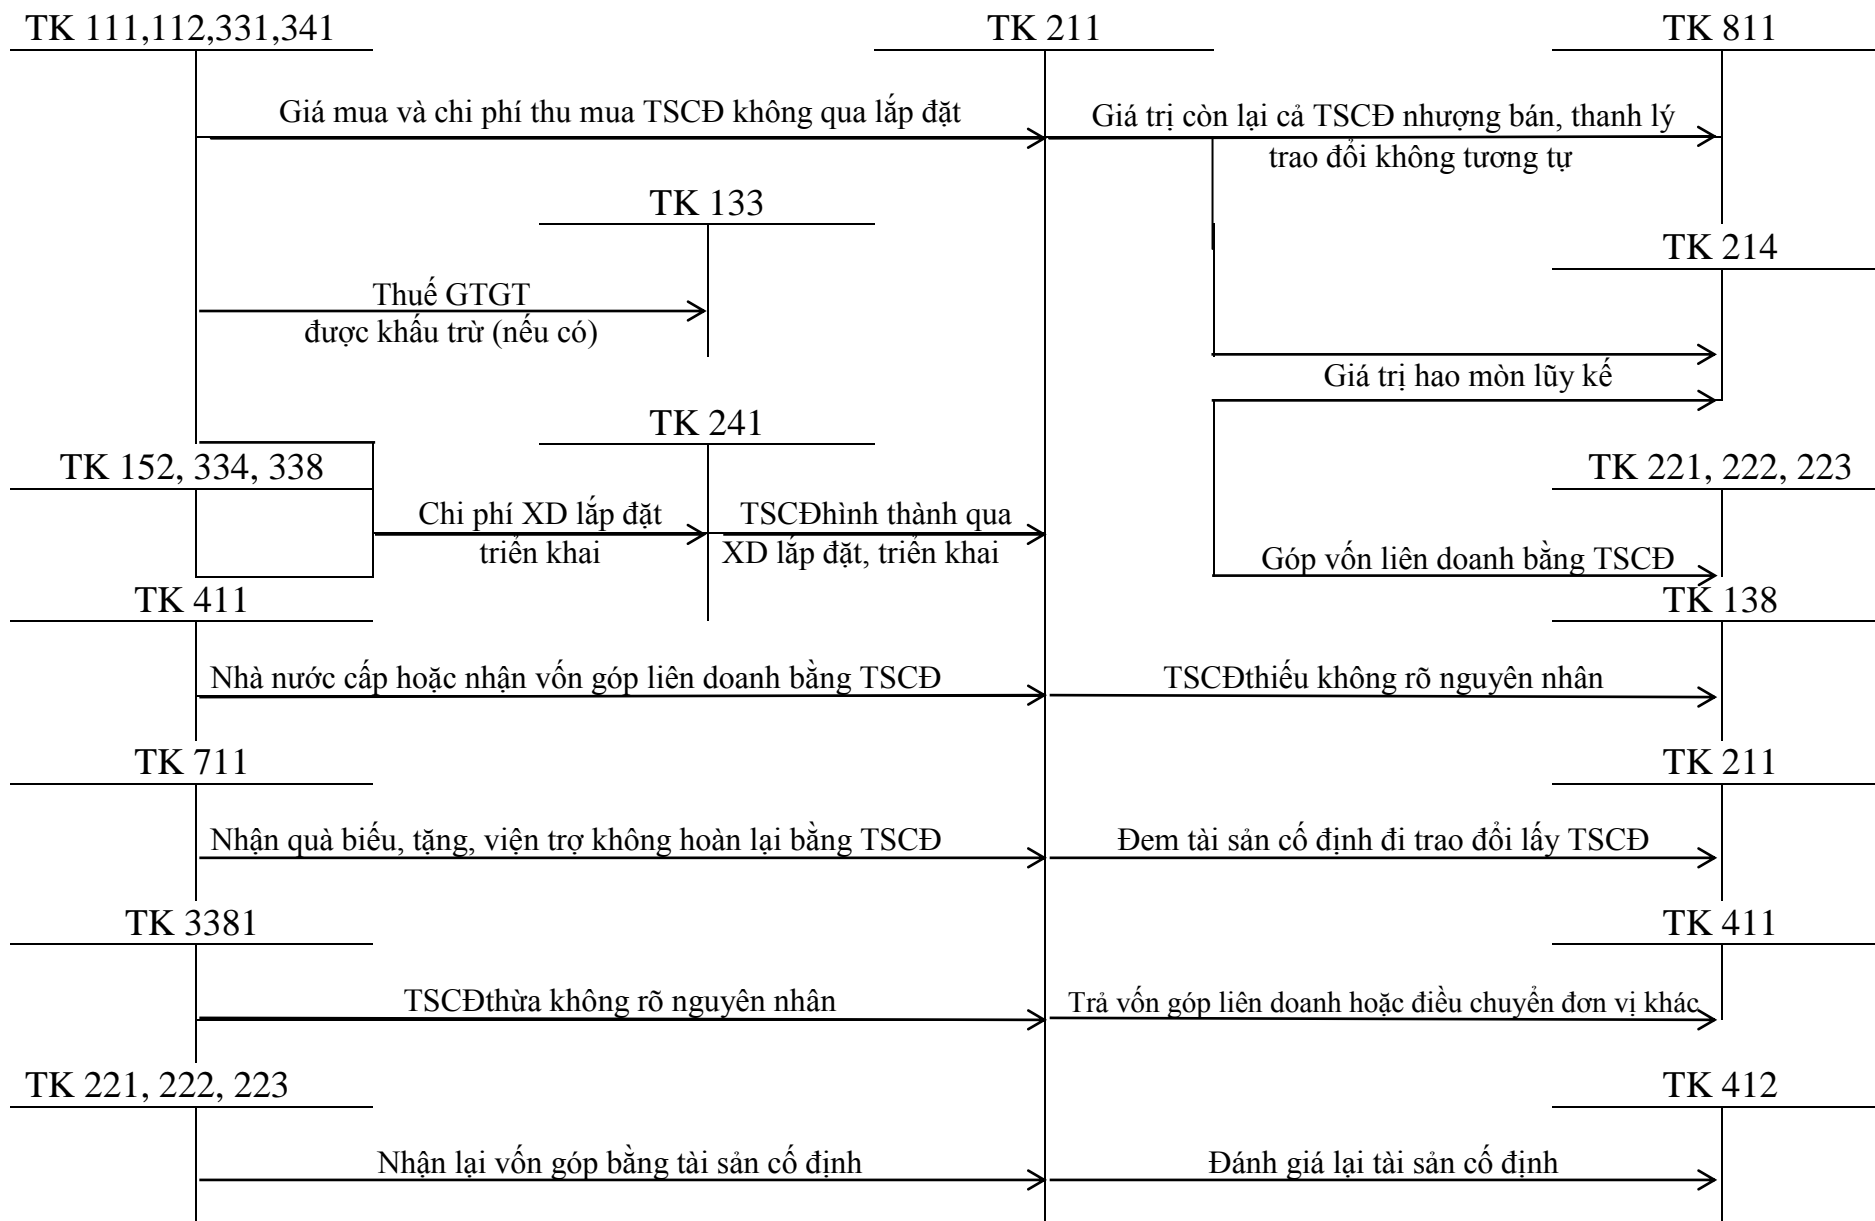 TK 111,112,331,341
TK 211
TK 811
Giá mua và chi phí thu mua TSCĐ không qua lắp đặt
Giá trị còn lại cả TSCĐ nhượng bán, thanh lý
trao đổi không tương tự
TK 133
TK 214
Thuế GTGT
được khấu trừ (nếu có)
Giá trị hao mòn lũy kế
TK 241
TK 152, 334, 338
TK 221, 222, 223
Chi phí XD lắp đặt
triển khai
TSCĐhình thành qua
XD lắp đặt, triển khai
Góp vốn liên doanh bằng TSCĐ
TK 411
TK 138
Nhà nước cấp hoặc nhận vốn góp liên doanh bằng TSCĐ
TSCĐthiếu không rõ nguyên nhân
TK 711
TK 211
Nhận quà biếu, tặng, viện trợ không hoàn lại bằng TSCĐ
Đem tài sản cố định đi trao đổi lấy TSCĐ
TK 3381
TK 411
TSCĐthừa không rõ nguyên nhân
Trả vốn góp liên doanh hoặc điều chuyển đơn vị khác
TK 221, 222, 223
TK 412
Nhận lại vốn góp bằng tài sản cố định
Đánh giá lại tài sản cố định